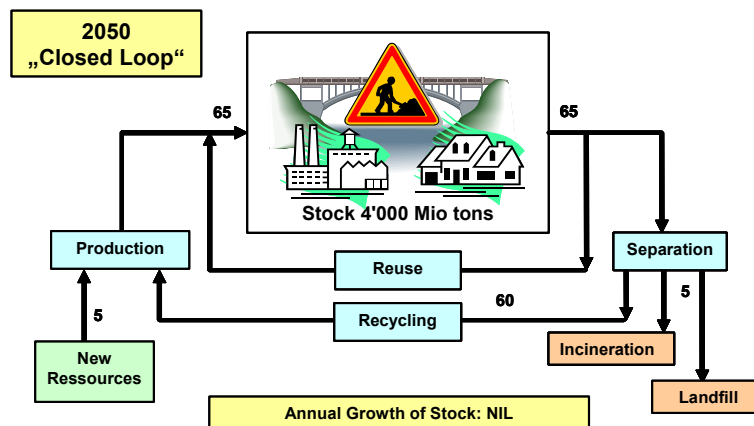 2050
„Closed Loop“
65
65
Stock 4'000 Mio tons
Production
Reuse
Separation
5
Recycling
60
5
New
Ressources
Incineration
Landfill
Annual Growth of Stock: NIL